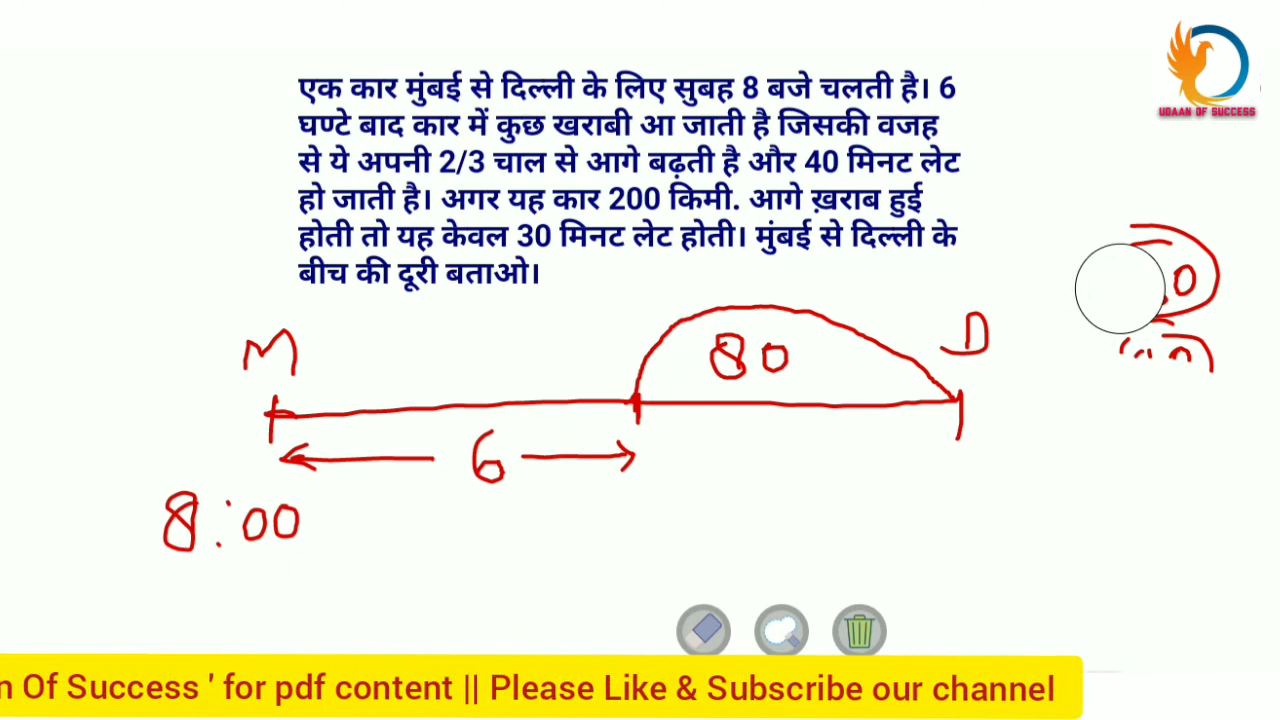 एक कार मुंबई से दिल्ली के लिए सुबह 8 बजे चलती है। 6
घण्टे बाद कार में कुछ खराबी आ जाती है जिसकी वजह
से ये अपनी 2/3 चाल से आगे बढ़ती है और 40 मिनट लेट
हो जाती है। अगर यह कार 200 किमी. आगे ख़राब हुई
होती तो यह केवल 30 मिनट लेट होती। मुंबई से दिल्ली के
बीच की दूरी बताओ।
UDAAN OF SUCCESS
0
M
80
D
6
8:00
n Of Success ' for pdf content || Please Like & Subscribe our channel